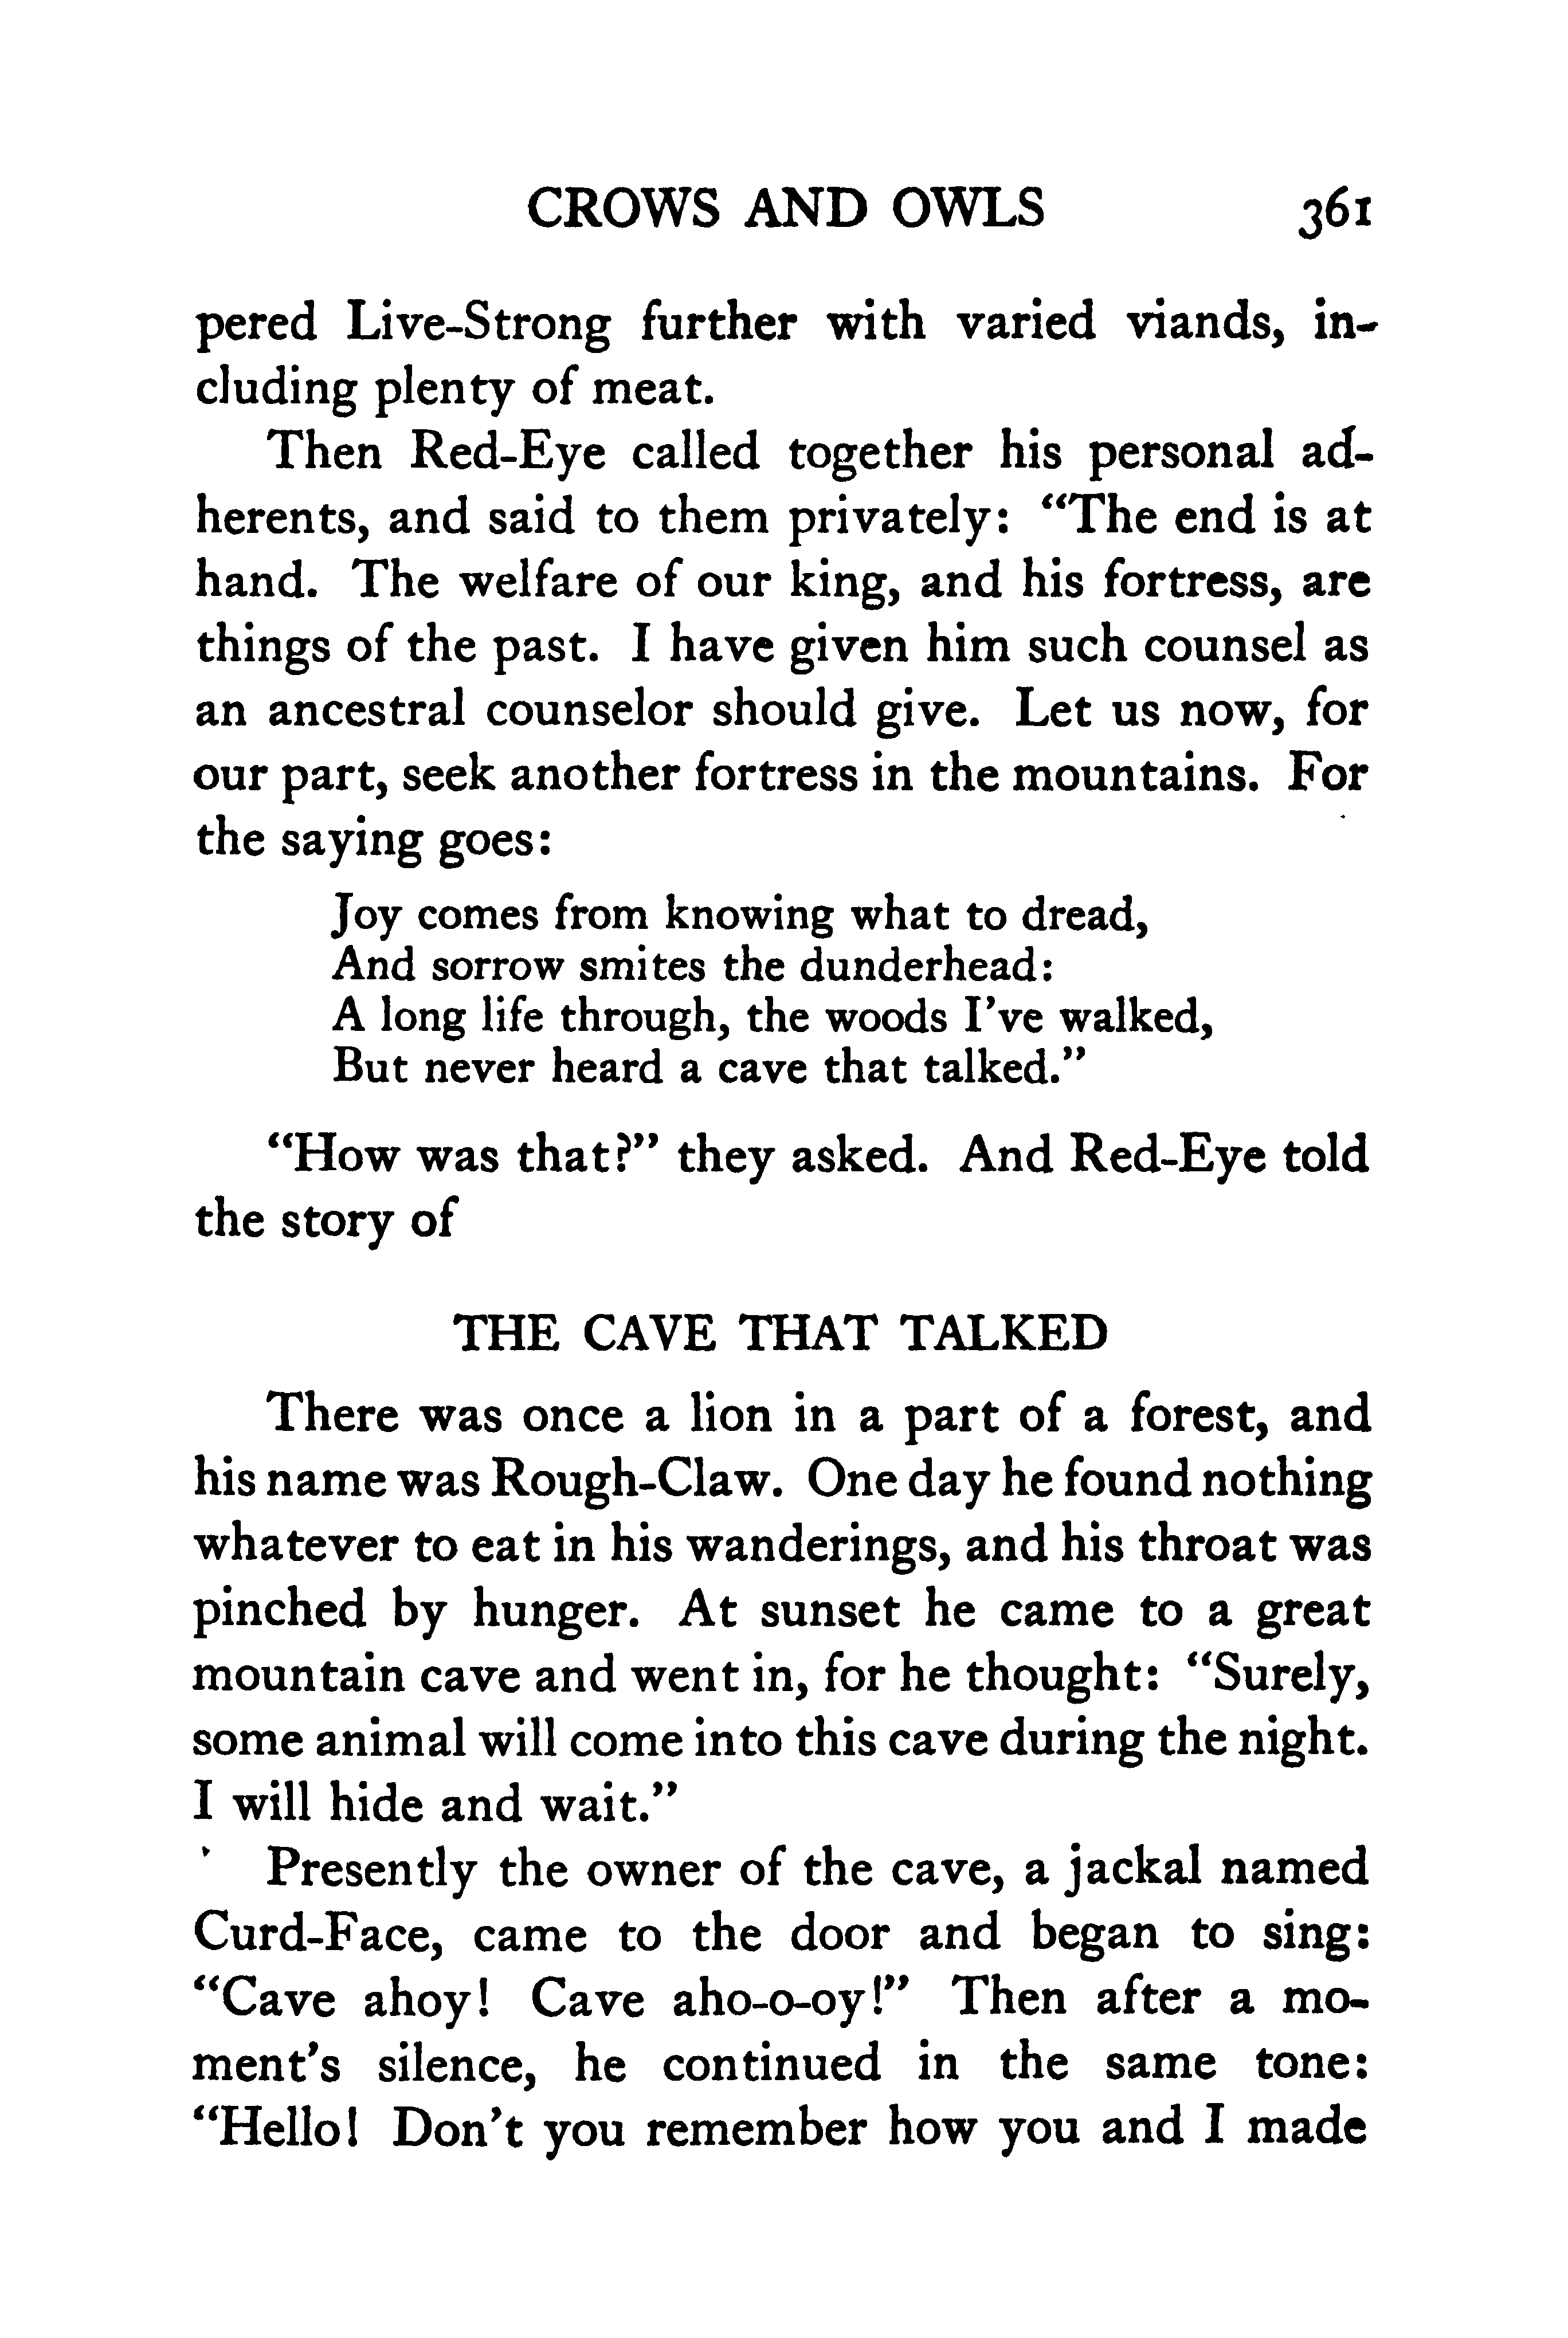 CROWS AND OWLS 361
pered Live-Strong further with varied viands, in-
cluding plenty of meat.
Then Red-Eye called together his personal ad-
herents, and said to them privately: “The end is at
hand. The welfare of our king, and his fortress, are
things of the past. I have given him such counsel as
an ancestral counselor should give. Let us now, for
our part, seek another fortress in the mountains. For
the saying goes:
Joy comes from knowing what to dread,
And sorrow smites the dunderhead:
A long life through, the woods I’ve walked,
But never heard a cave that talked.”
“How was that?” they asked. And Red-Eye told
the story of
THE CAVE THAT TALKED
There was once a lion in a part of a forest, and
his name was Rough-Claw. One day he found nothing
whatever to eat in his wanderings, and his throat was
pinched by hunger. At sunset he came to a great
mountain cave and went in, for he thought: “Surely,
some animal will come into this cave during the night.
I will hide and wait.”
Presently the owner of the cave, a jackal named
Curd-Face, came to the door and began to sing:
“Cave ahoy! Cave aho-o-oy!” Then after a mo-
ment’s silence, he continued in the same tone:
“Hello! Don’t you remember how you and I made